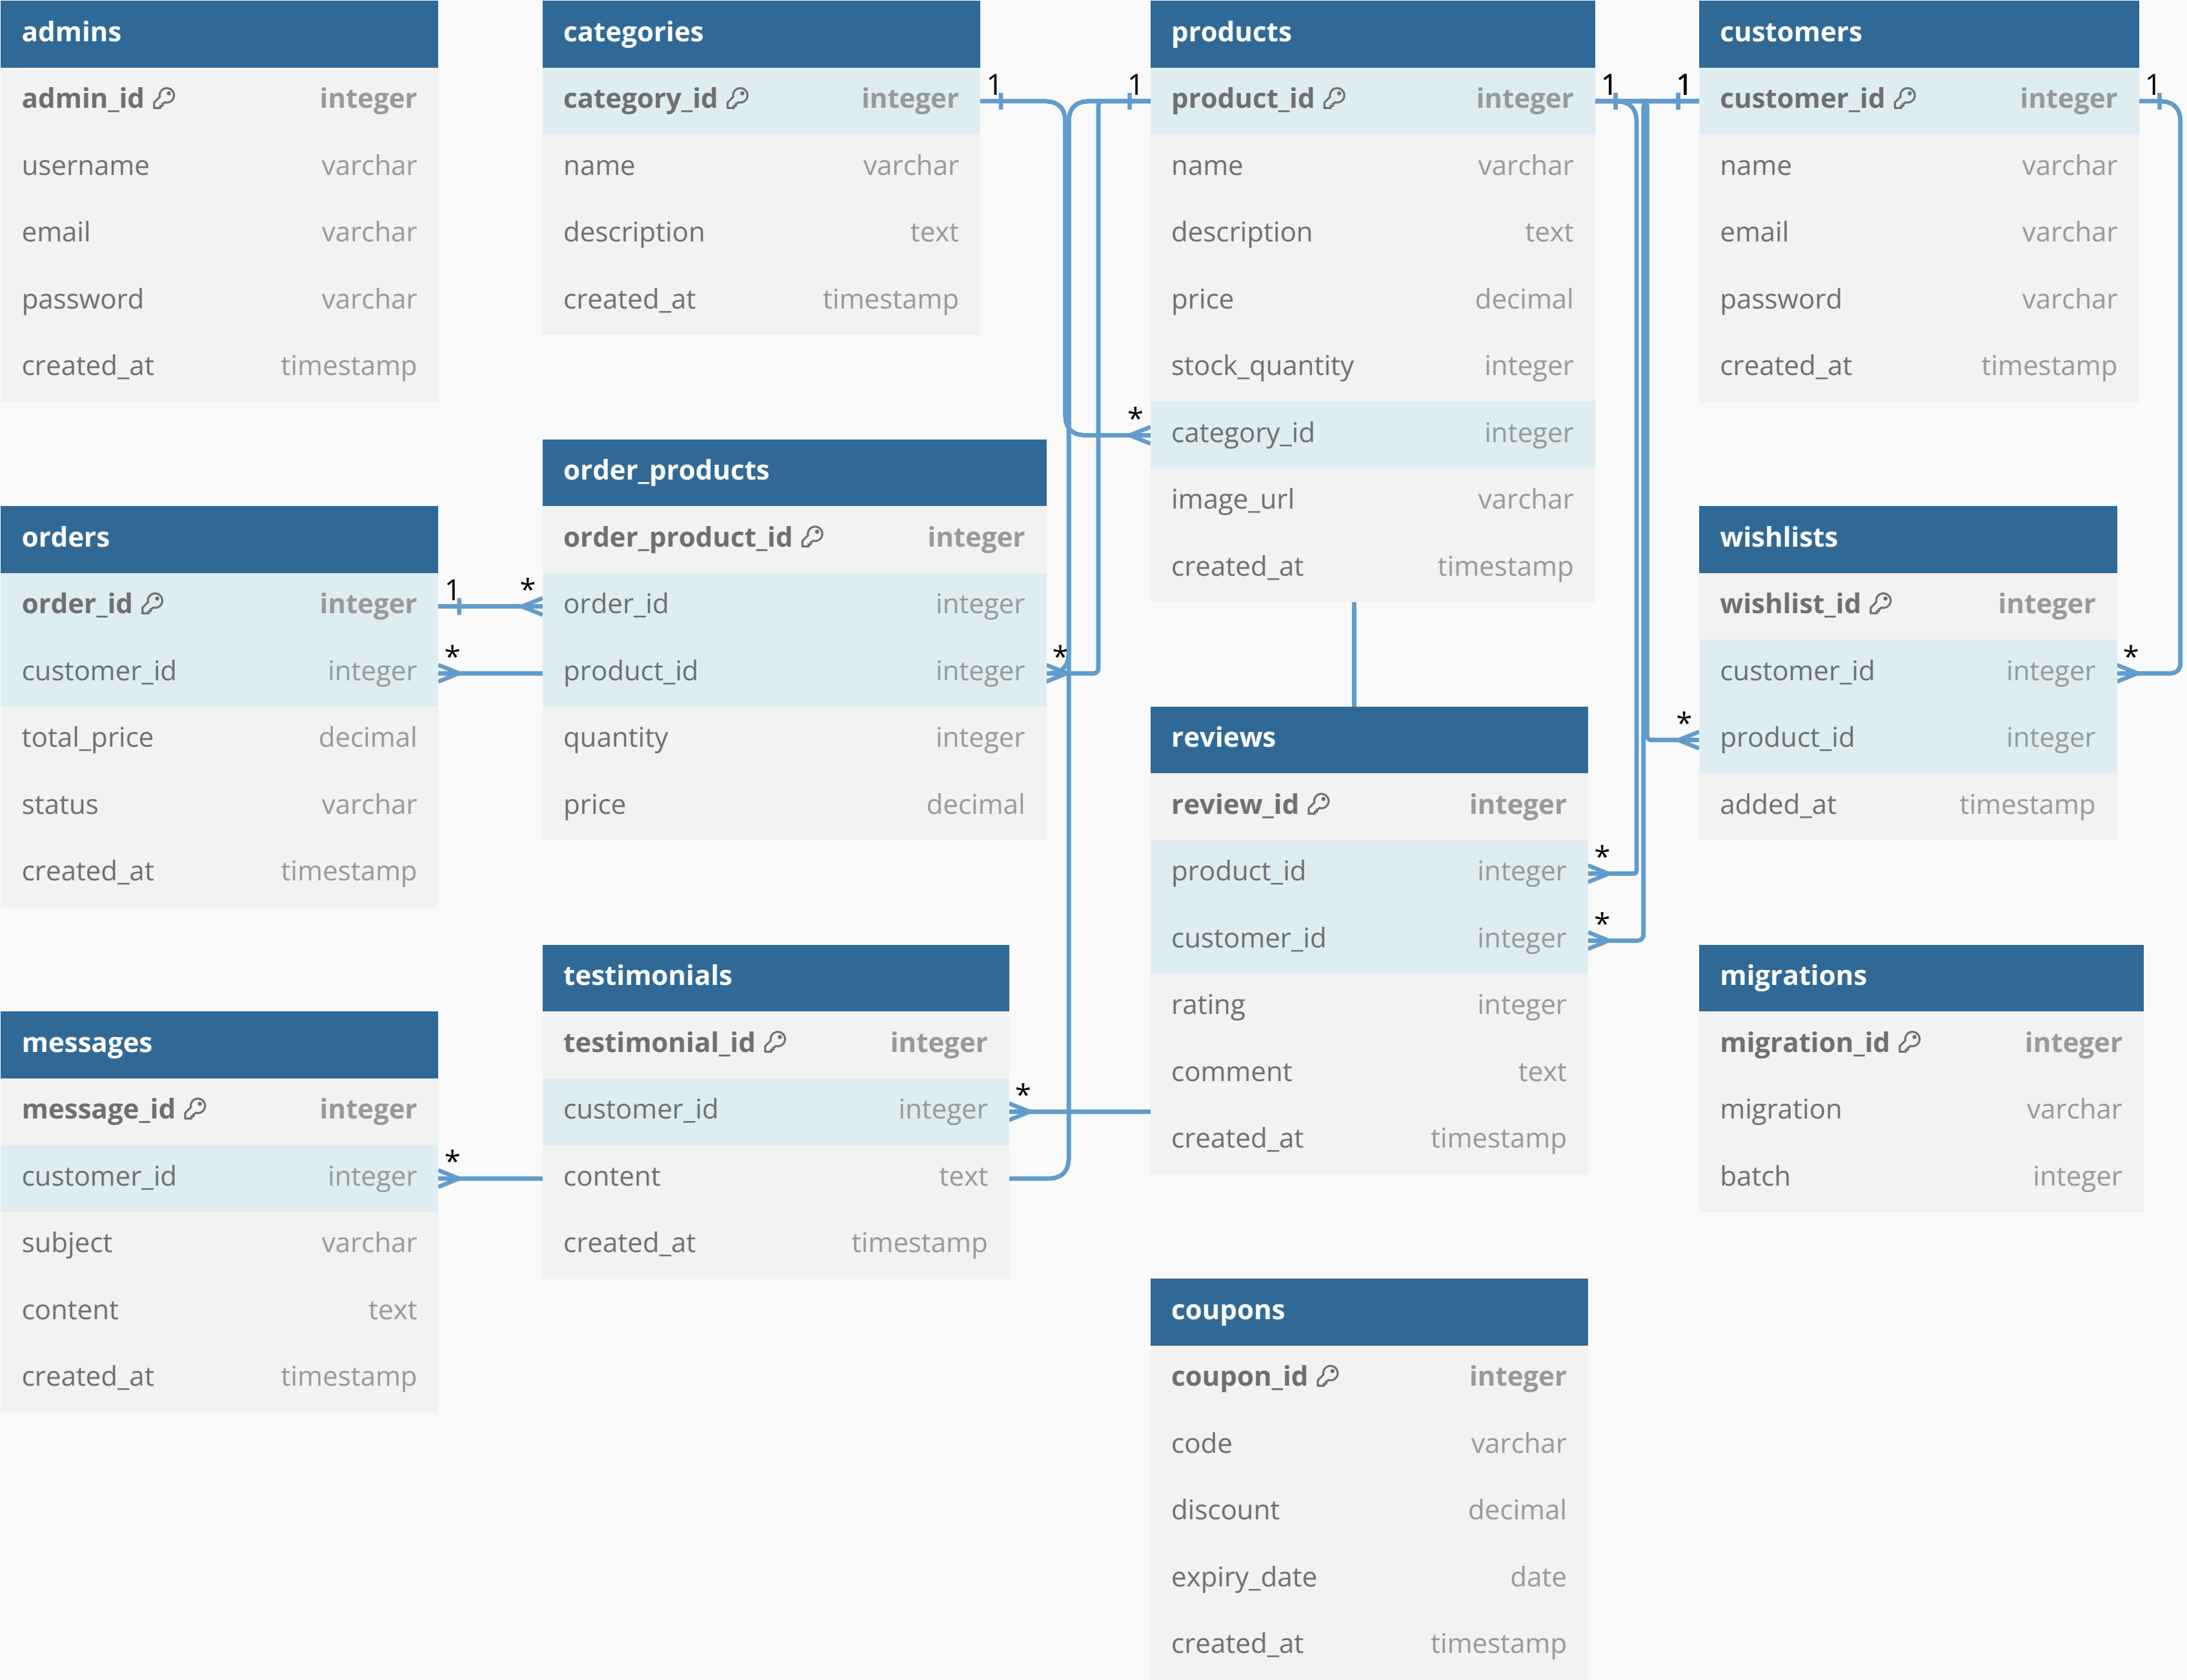 admins
admin_id integer
username varchar
email varchar
password varchar
created_at timestamp
categories
category_id integer
name varchar
description text
created_at timestamp
products
product_id integer
name varchar
description text
price decimal
stock_quantity integer
category_id integer
image_url varchar
created_at timestamp
customers
customer_id integer
name varchar
email varchar
password varchar
created_at timestamp
1
1
1
1
1
*
orders
order_id integer
customer_id integer
total_price decimal
status varchar
created_at timestamp
1
*
*
order_products
order_product_id integer
order_id integer
product_id integer
quantity integer
price decimal
*
reviews
review_id integer
product_id integer
customer_id integer
rating integer
comment text
created_at timestamp
*
*
wishlists
wishlist_id integer
customer_id integer
product_id integer
added_at timestamp
*
*
messages
message_id integer
customer_id integer
subject varchar
content text
created_at timestamp
*
testimonials
testimonial_id integer
customer_id integer
content text
created_at timestamp
*
migrations
migration_id integer
migration varchar
batch integer
coupons
coupon_id integer
code varchar
discount decimal
expiry_date date
created_at timestamp